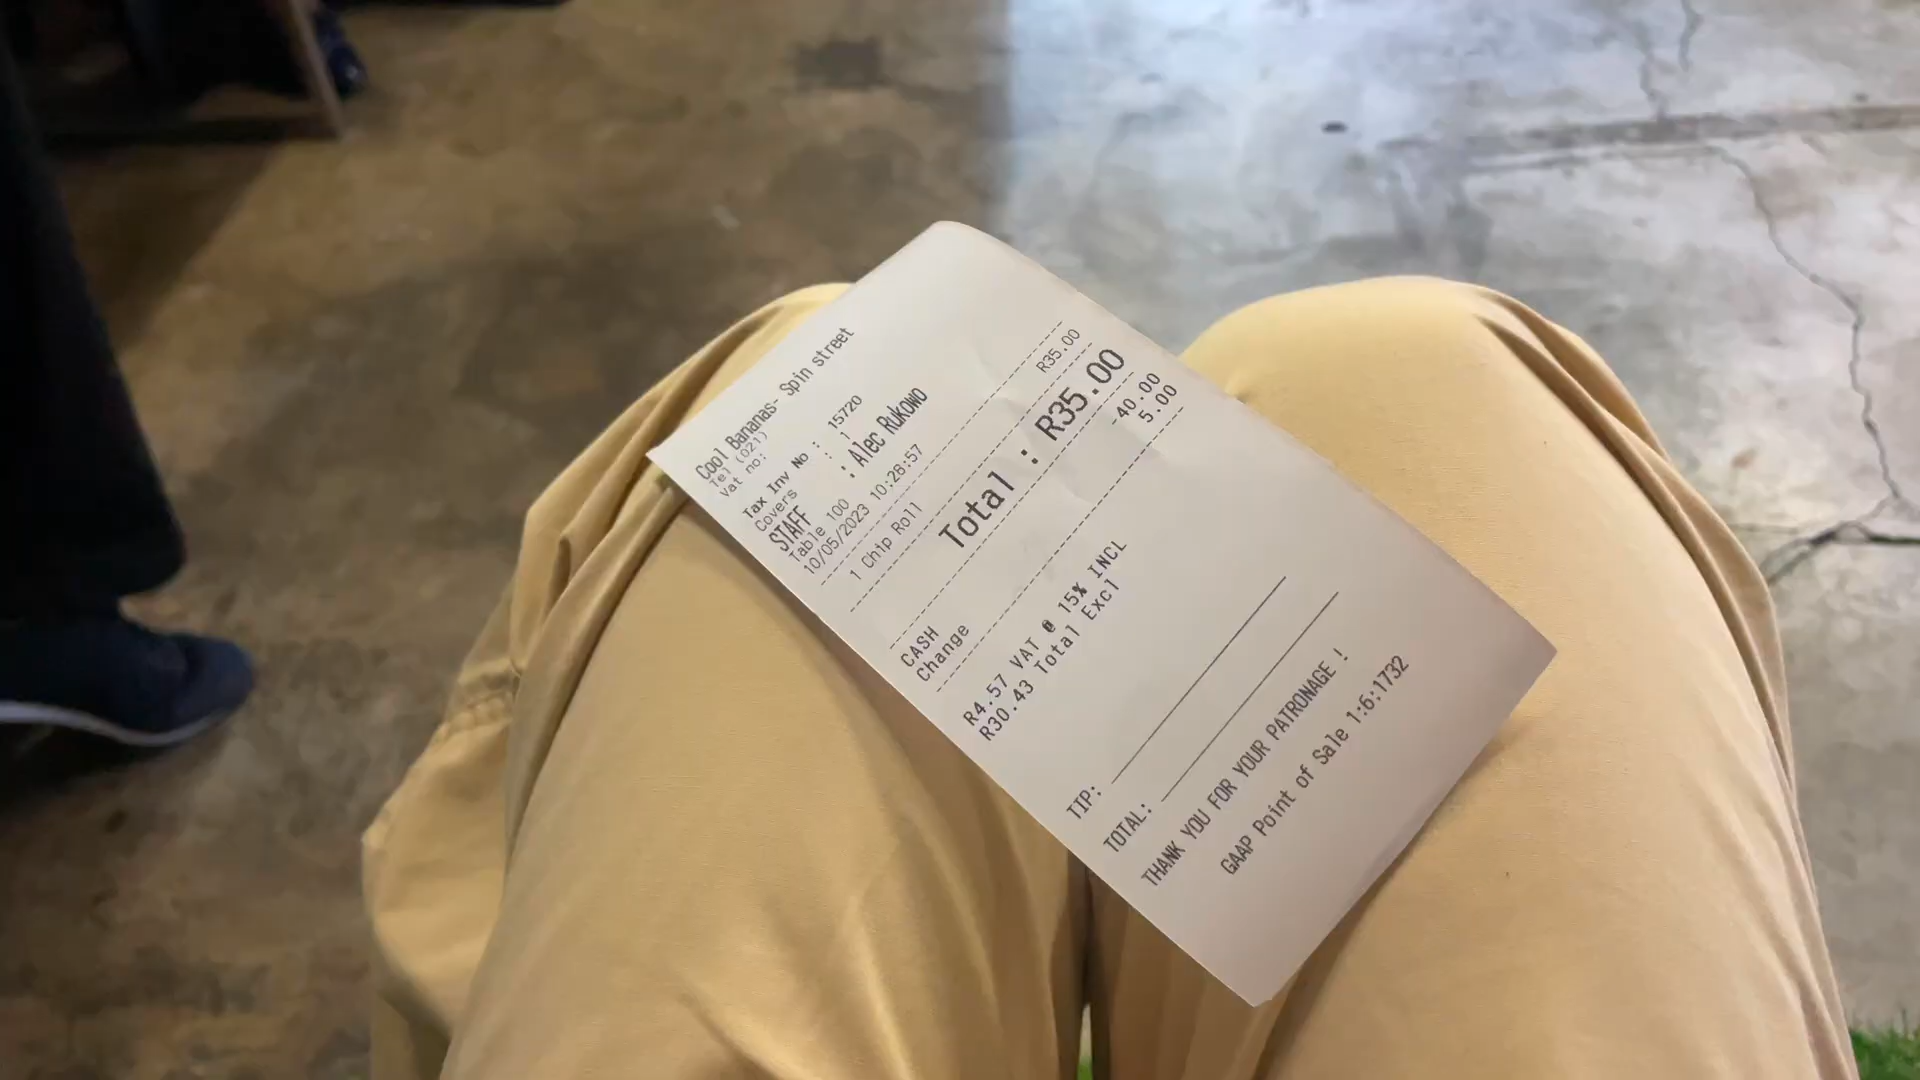 Cool Bananas- Spin street
Tel (021)
Vat no:
Tax Inv No : 15720
Covers : 1
STAFF : Alec Rukowo
Table 100
10/05/2023 10:28:57
1 Chip Roll R35.00
Total : R35.00
CASH -40.00
Change 5.00
R4.57 VAT @ 15% INCL
R30.43 Total Excl
TIP:
TOTAL:
THANK YOU FOR YOUR PATRONAGE !
GAAP Point of Sale 1:6:1732